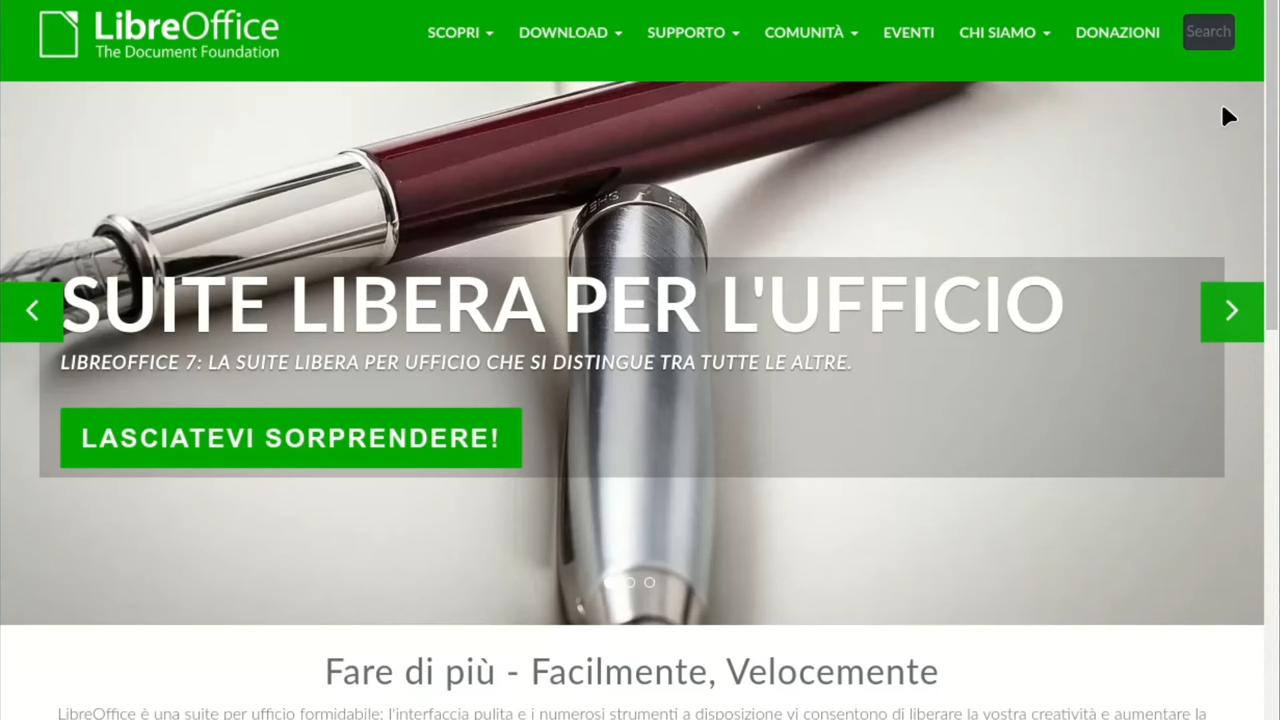 LibreOffice
The Document Foundation
SCOPRI
DOWNLOAD
SUPPORTO
COMUNITÀ
EVENTI
CHI SIAMO
DONAZIONI
Search
SUITE LIBERA PER L'UFFICIO
LIBREOFFICE 7: LA SUITE LIBERA PER UFFICIO CHE SI DISTINGUE TRA TUTTE LE ALTRE.
LASCIATEVI SORPRENDERE!
Fare di più - Facilmente, Velocemente
LibreOffice è una suite per ufficio formidabile: l'interfaccia pulita e i numerosi strumenti a disposizione vi consentono di liberare la vostra creatività e aumentare la